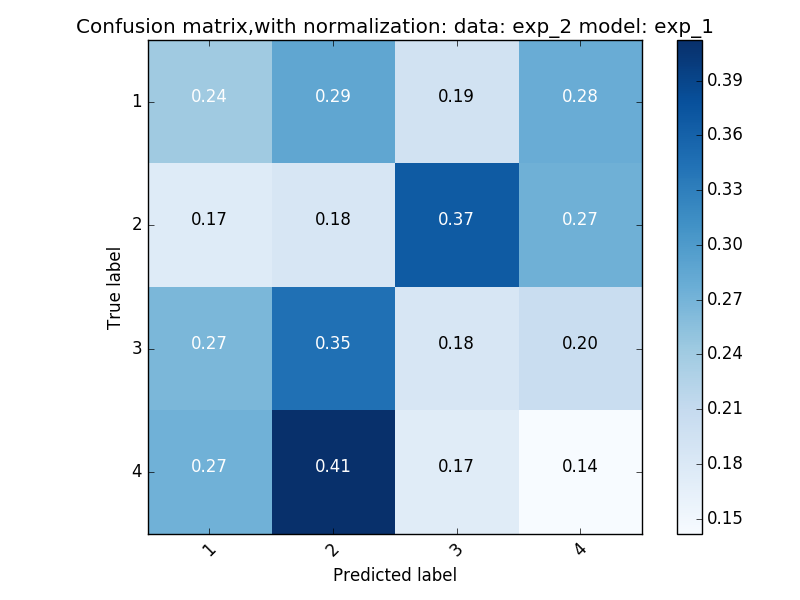 Confusion matrix,with normalization: data: exp_2 model: exp_1
True label
1 0.24 0.29 0.19 0.28
2 0.17 0.18 0.37 0.27
3 0.27 0.35 0.18 0.20
4 0.27 0.41 0.17 0.14
1 2 3 4
Predicted label
0.39
0.36
0.33
0.30
0.27
0.24
0.21
0.18
0.15